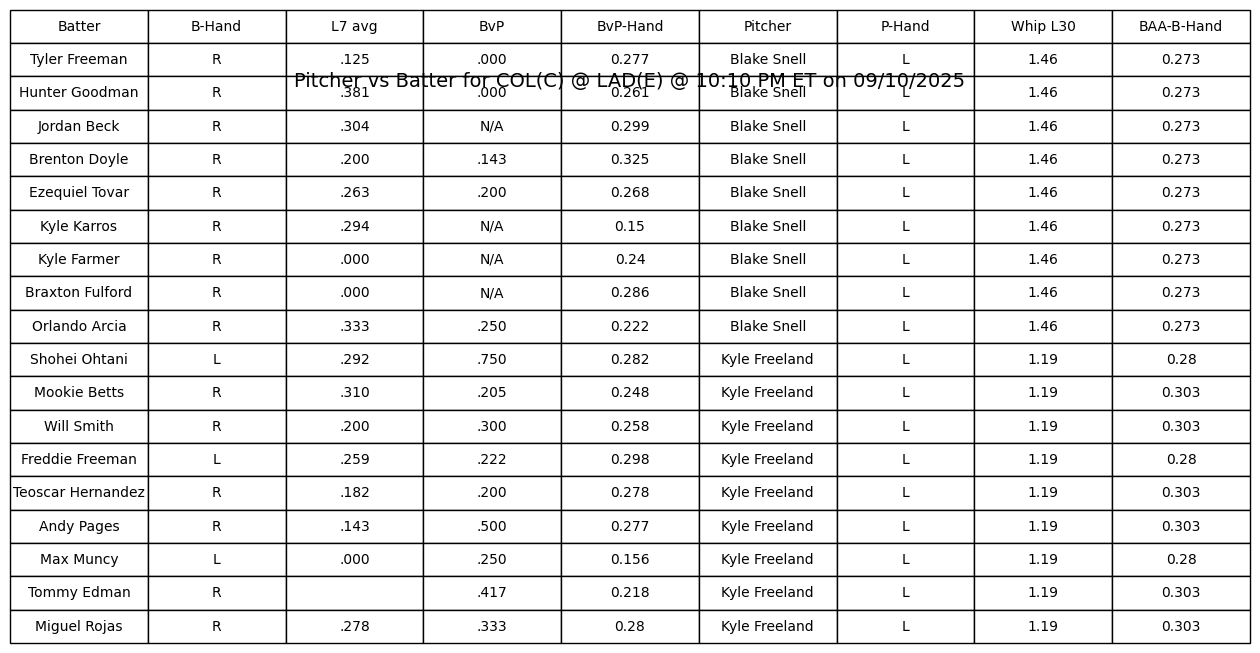 Batter B-Hand L7 avg BvP BvP-Hand Pitcher P-Hand Whip L30 BAA-B-Hand
Tyler Freeman R .125 .000 0.277 Blake Snell L 1.46 0.273
Pitcher vs Batter for COL(C) @ LAD(E) @ 10:10 PM ET on 09/10/2025
Hunter Goodman R .381 .000 0.261 Blake Snell L 1.46 0.273
Jordan Beck R .304 N/A 0.299 Blake Snell L 1.46 0.273
Brenton Doyle R .200 .143 0.325 Blake Snell L 1.46 0.273
Ezequiel Tovar R .263 .200 0.268 Blake Snell L 1.46 0.273
Kyle Karros R .294 N/A 0.15 Blake Snell L 1.46 0.273
Kyle Farmer R .000 N/A 0.24 Blake Snell L 1.46 0.273
Braxton Fulford R .000 N/A 0.286 Blake Snell L 1.46 0.273
Orlando Arcia R .333 .250 0.222 Blake Snell L 1.46 0.273
Shohei Ohtani L .292 .750 0.282 Kyle Freeland L 1.19 0.28
Mookie Betts R .310 .205 0.248 Kyle Freeland L 1.19 0.303
Will Smith R .200 .300 0.258 Kyle Freeland L 1.19 0.303
Freddie Freeman L .259 .222 0.298 Kyle Freeland L 1.19 0.28
Teoscar Hernandez R .182 .200 0.278 Kyle Freeland L 1.19 0.303
Andy Pages R .143 .500 0.277 Kyle Freeland L 1.19 0.303
Max Muncy L .000 .250 0.156 Kyle Freeland L 1.19 0.28
Tommy Edman R .417 0.218 Kyle Freeland L 1.19 0.303
Miguel Rojas R .278 .333 0.28 Kyle Freeland L 1.19 0.303